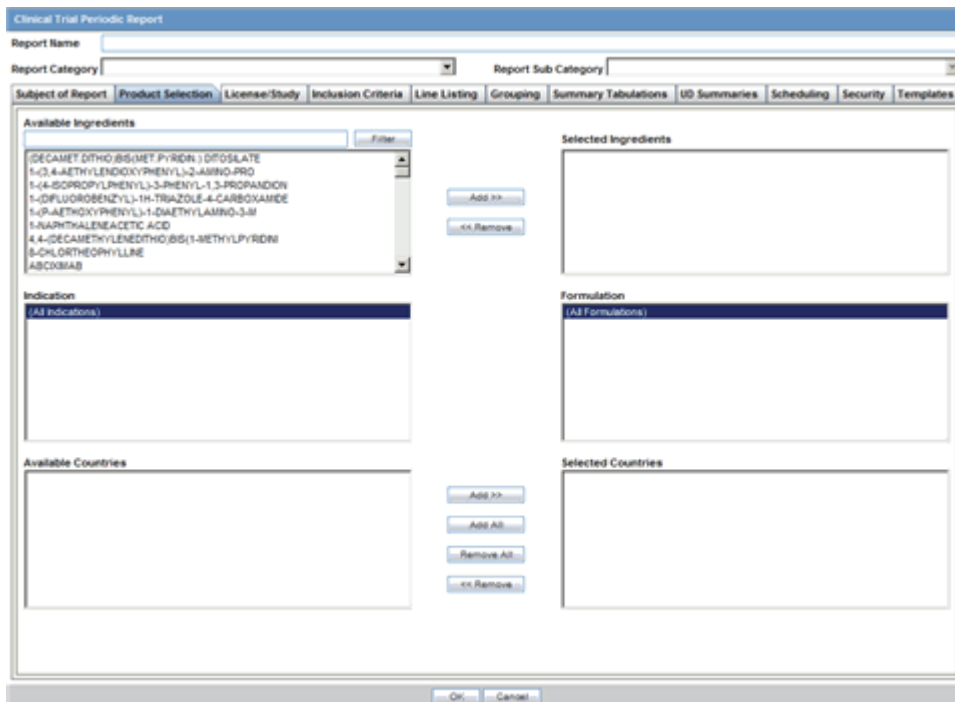 Clinical Trial Periodic Report
Report Name
Report Category Report Sub Category
Subject of Report Product Selection License/Study Inclusion Criteria Line Listing Grouping Summary Tabulations UD Summaries Scheduling Security Templates
Available Ingredients
Filter Selected Ingredients
(DECAMET.DITHIO)BIS(MET.PYRIDIN.) DITOSILATE
1-(3,4-AETHYLENDIOXYPHENYL)-2-AMINO-PRO
1-(4-ISOPROPYLPHENYL)-3-PHENYL-1,3-PROPANDION
1-(DIFLUOROBENZYL)-1H-TRIAZOLE-4-CARBOXAMIDE
1-(P-AETHOXYPHENYL)-1-DIAETHYLAMINO-3-M
1-NAPHTHALENEACETIC ACID
4,4-(DECAMETHYLENEDITHIO)BIS(1-METHYLPYRIDINI
8-CHLORTHEOPHYLLINE
ABCIXIMAB
Add >>
<< Remove
Indication Formulation
(All Indications) (All Formulations)
Available Countries Selected Countries
Add >>
Add All
Remove All
<< Remove
OK Cancel